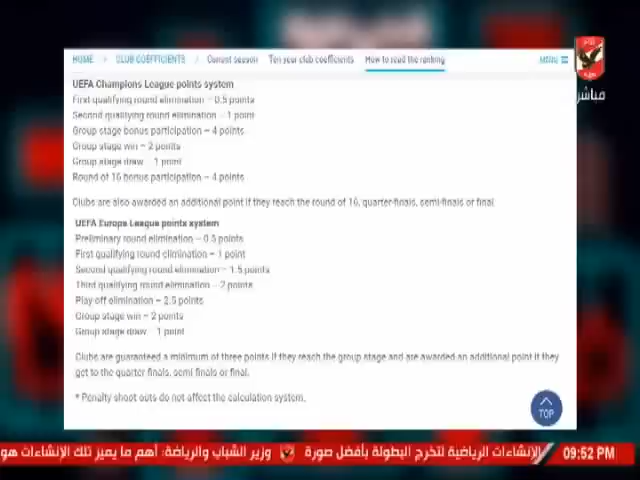 HOME / CLUB COEFFICIENTS / Current season Ten year club coefficients How to read the ranking MENU
مباشر
UEFA Champions League points system
First qualifying round elimination – 0.5 points
Second qualifying round elimination – 1 point
Group stage bonus participation – 4 points
Group stage win – 2 points
Group stage draw – 1 point
Round of 16 bonus participation – 4 points
Clubs are also awarded an additional point if they reach the round of 16, quarter-finals, semi-finals or final
UEFA Europa League points system
Preliminary round elimination – 0.5 points
First qualifying round elimination – 1 point
Second qualifying round elimination – 1.5 points
Third qualifying round elimination – 2 points
Play off elimination – 2.5 points
Group stage win – 2 points
Group stage draw – 1 point
Clubs are guaranteed a minimum of three points if they reach the group stage and are awarded an additional point if they
get to the quarter finals, semi finals or final.
* Penalty shoot outs do not affect the calculation system.
TOP
الإنشاءات الرياضية لتخرج البطولة بأفضل صورة وزير الشباب والرياضة: أهم ما يميز تلك الإنشاءات هو
09:52 PM